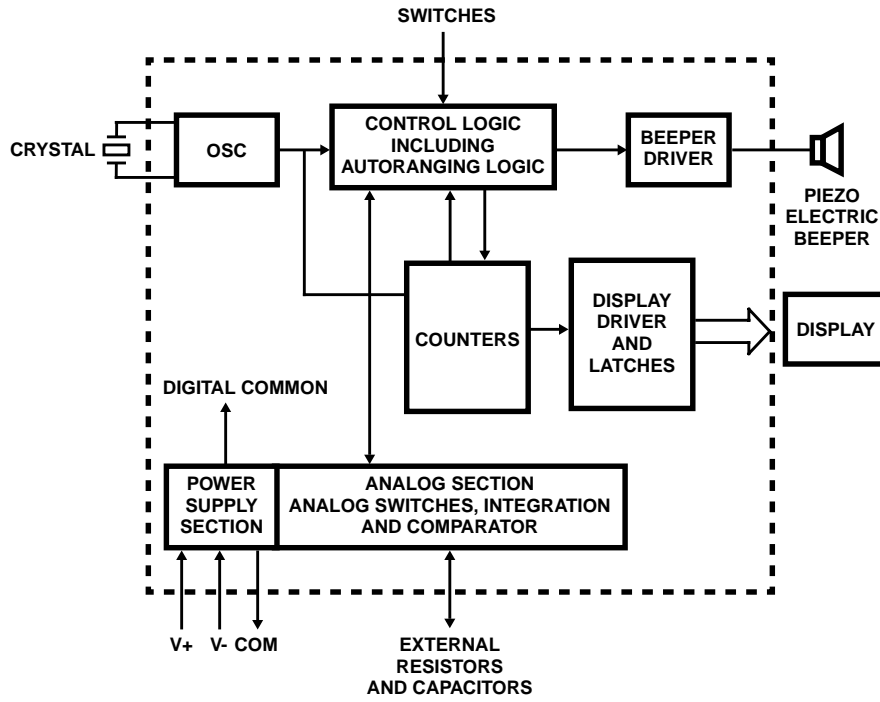 SWITCHES
CRYSTAL
OSC
CONTROL LOGIC
INCLUDING
AUTORANGING LOGIC
BEEPER
DRIVER
PIEZO
ELECTRIC
BEEPER
COUNTERS
DISPLAY
DRIVER
AND
LATCHES
DISPLAY
DIGITAL COMMON
POWER
SUPPLY
SECTION
ANALOG SECTION
ANALOG SWITCHES, INTEGRATION
AND COMPARATOR
V+
V-
COM
EXTERNAL
RESISTORS
AND CAPACITORS